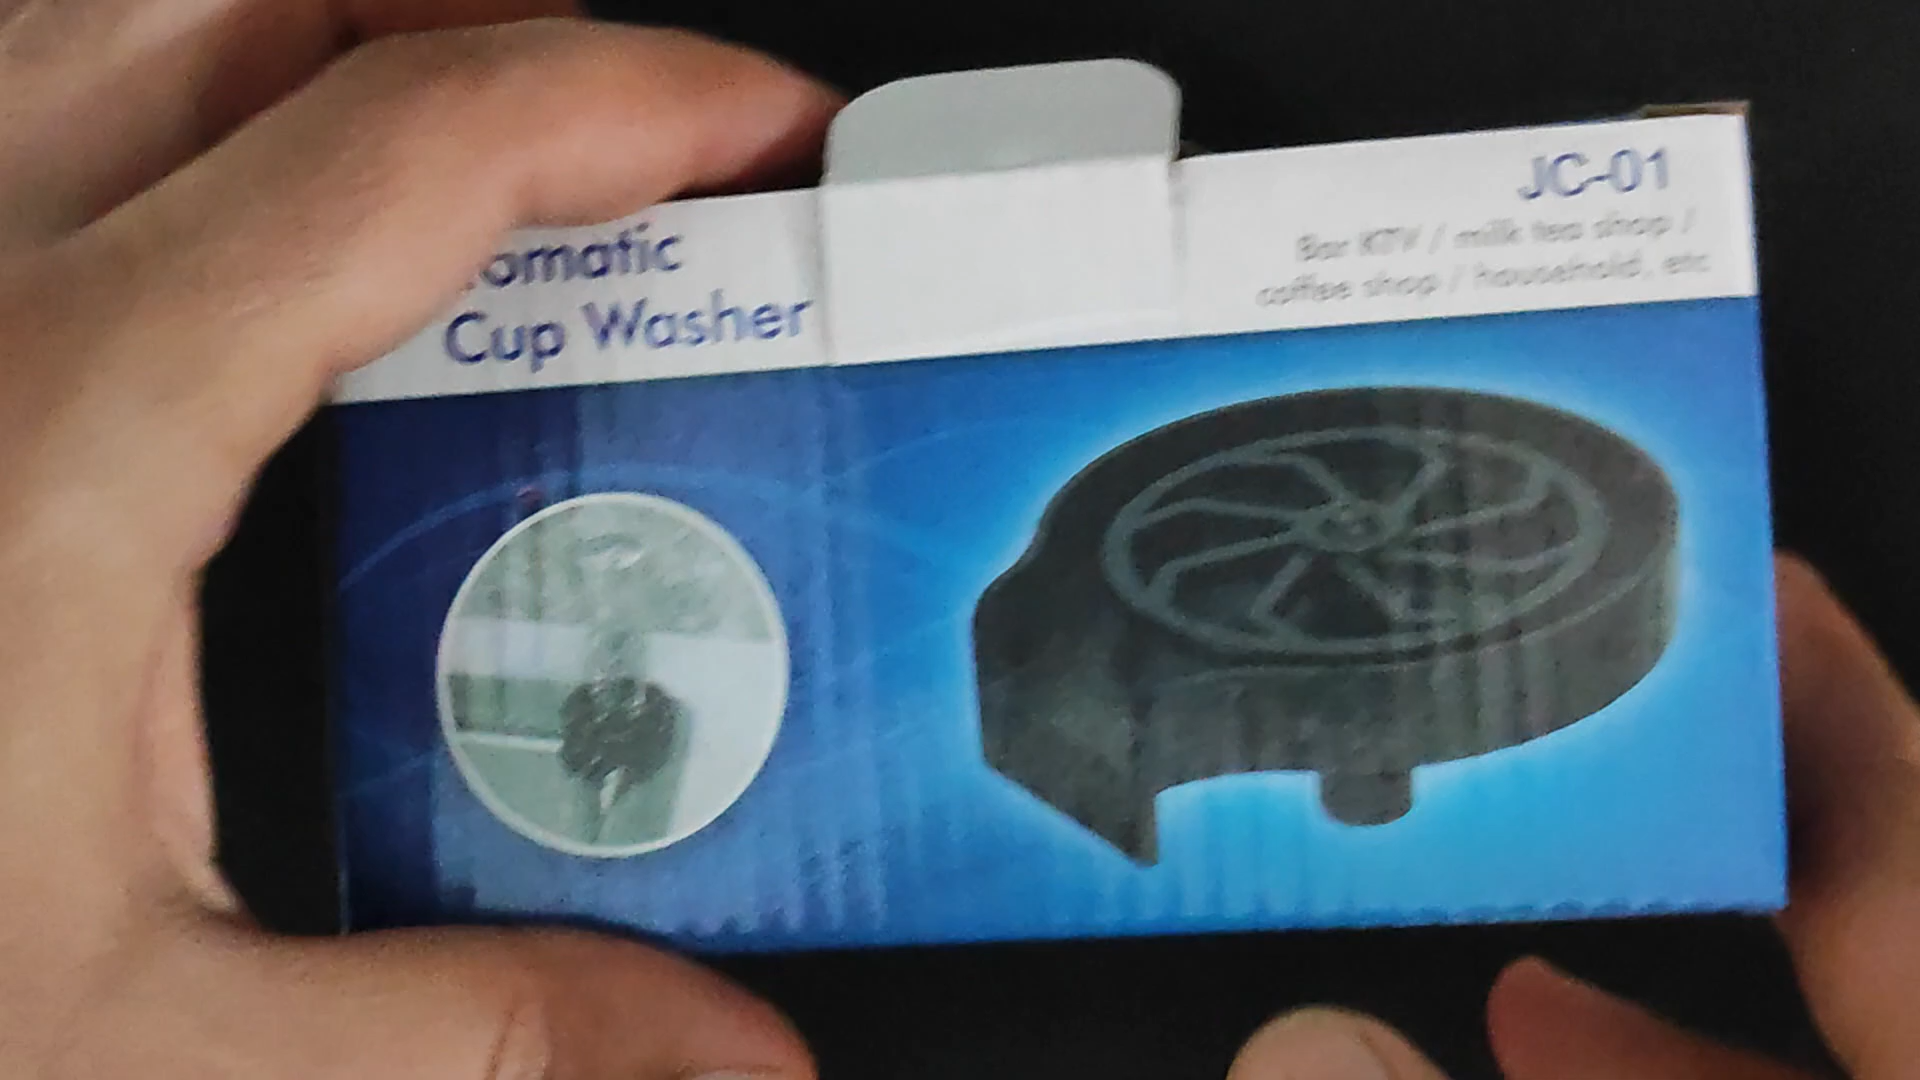 omatic
Cup Washer
JC-01
Bar KTV / milk tea shop /
coffee shop / household, etc